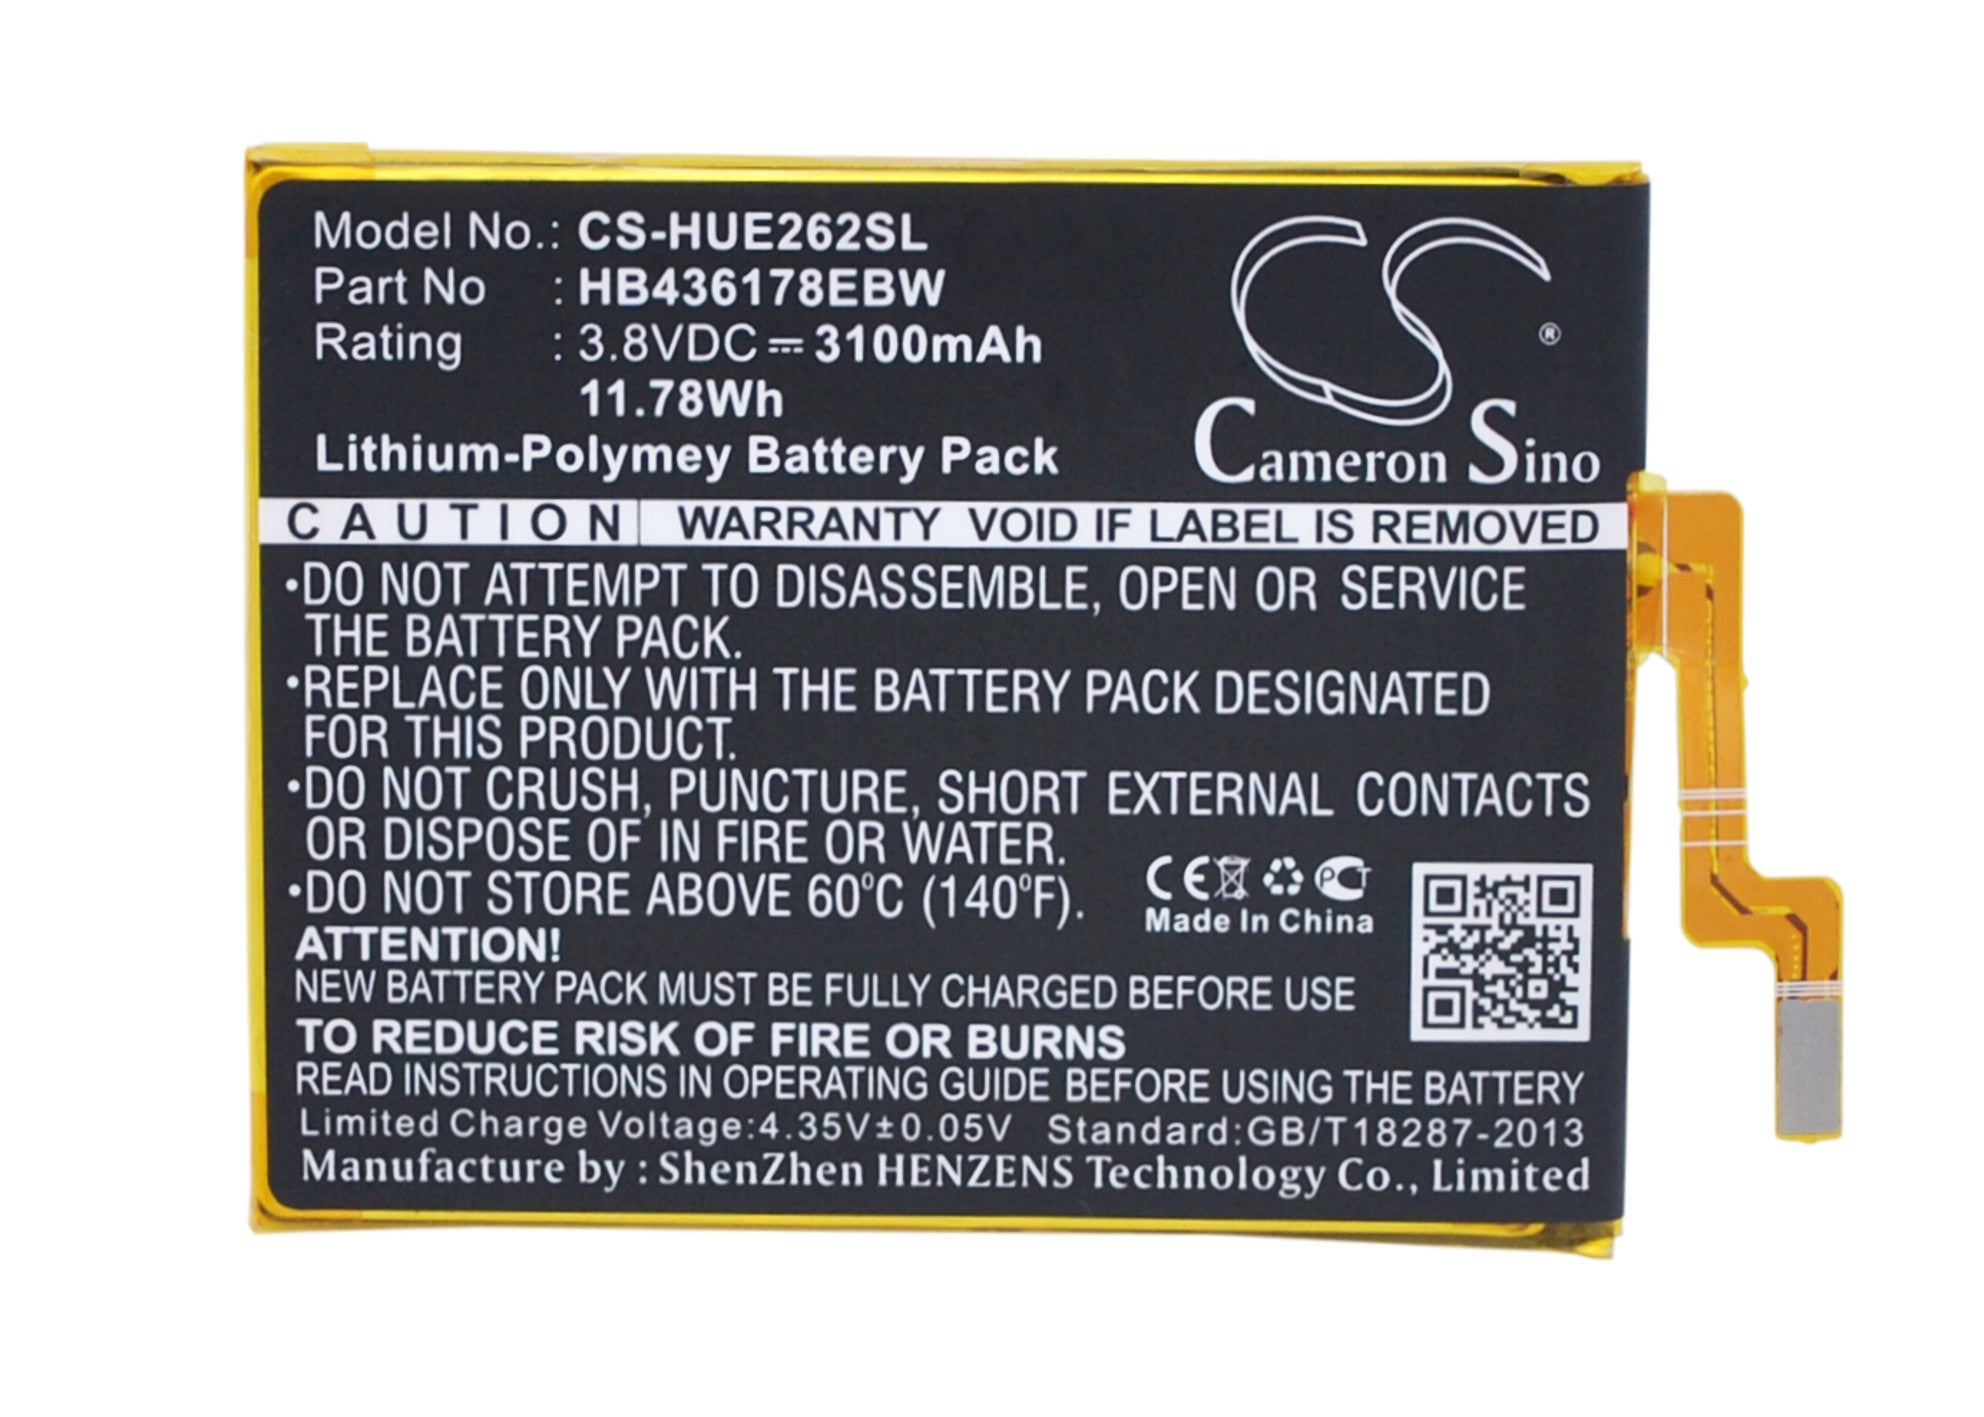 Model No.: CS-HUE262SL
Part No : HB436178EBW
Rating : 3.8VDC⎓3100mAh
11.78Wh
Lithium-Polymey Battery Pack
CS®
Cameron Sino
CAUTION WARRANTY VOID IF LABEL IS REMOVED
•DO NOT ATTEMPT TO DISASSEMBLE, OPEN OR SERVICE
THE BATTERY PACK.
•REPLACE ONLY WITH THE BATTERY PACK DESIGNATED
FOR THIS PRODUCT.
•DO NOT CRUSH, PUNCTURE, SHORT EXTERNAL CONTACTS
OR DISPOSE OF IN FIRE OR WATER.
•DO NOT STORE ABOVE 60°C (140°F).
CE PCT
Made In China
ATTENTION!
NEW BATTERY PACK MUST BE FULLY CHARGED BEFORE USE
TO REDUCE RISK OF FIRE OR BURNS
READ INSTRUCTIONS IN OPERATING GUIDE BEFORE USING THE BATTERY
Limited Charge Voltage:4.35V±0.05V Standard:GB/T18287-2013
Manufacture by : ShenZhen HENZENS Technology Co., Limited